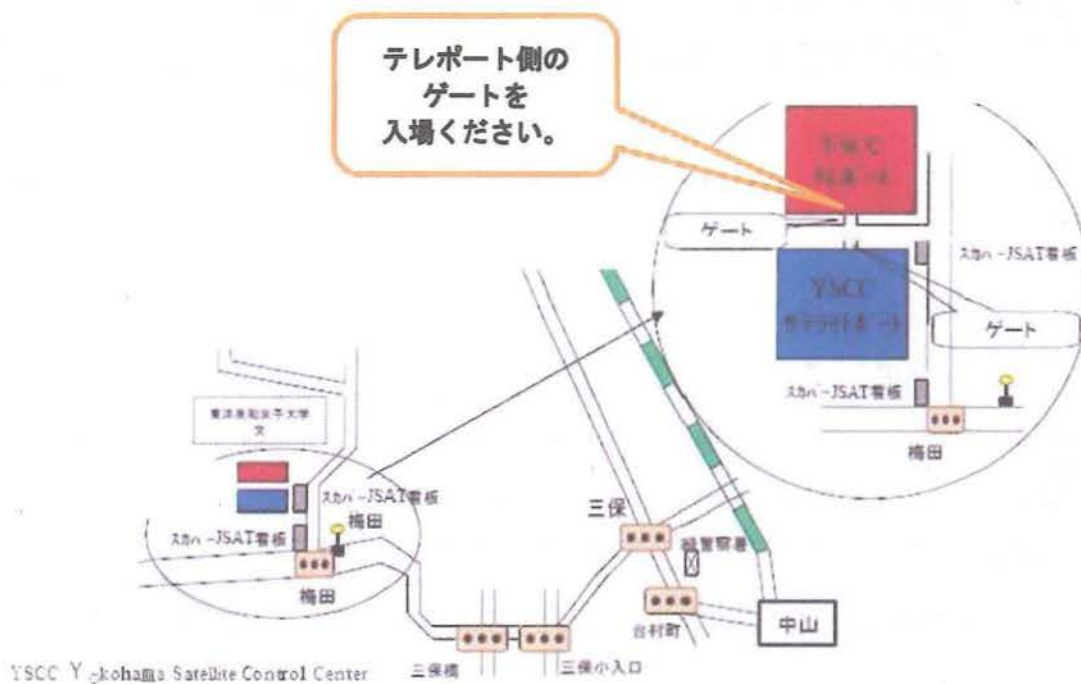 テレポート側の
ゲートを
入場ください。
ゲート
スカパーJSAT看板
YSCC
ゲート
スカパーJSAT看板
梅田
スカパーJSAT看板
梅田
スカパーJSAT看板
梅田
三保
緑警察署
台村町
中山
三保橋
三保小入口
YSCC Yokohama Satellite Control Center